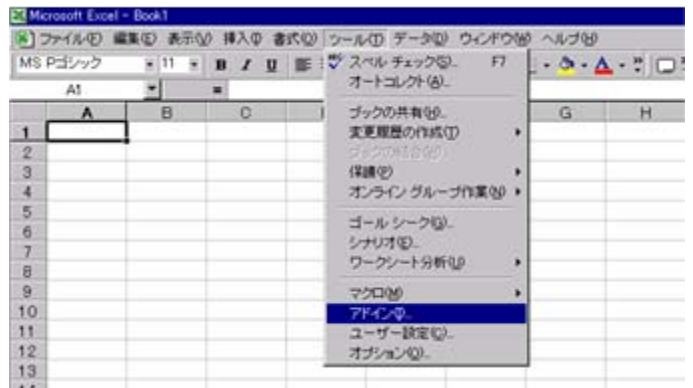 Microsoft Excel - Book1
ファイル(F) 編集(E) 表示(V) 挿入(I) 書式(O) ツール(T) データ(D) ウィンドウ(W) ヘルプ(H)
MS Pゴシック 11 B I U A
A1 =
A B C G H
スペル チェック(S)... F7
オートコレクト(A)...
ブックの共有(H)...
変更履歴の作成(T)
ブックの結合(W)...
保護(P)
オンライン グループ作業(N)
ゴール シーク(G)...
シナリオ(E)...
ワークシート分析(U)
マクロ(M)
アドイン(I)...
ユーザー設定(C)...
オプション(O)...
1
2
3
4
5
6
7
8
9
10
11
12
13